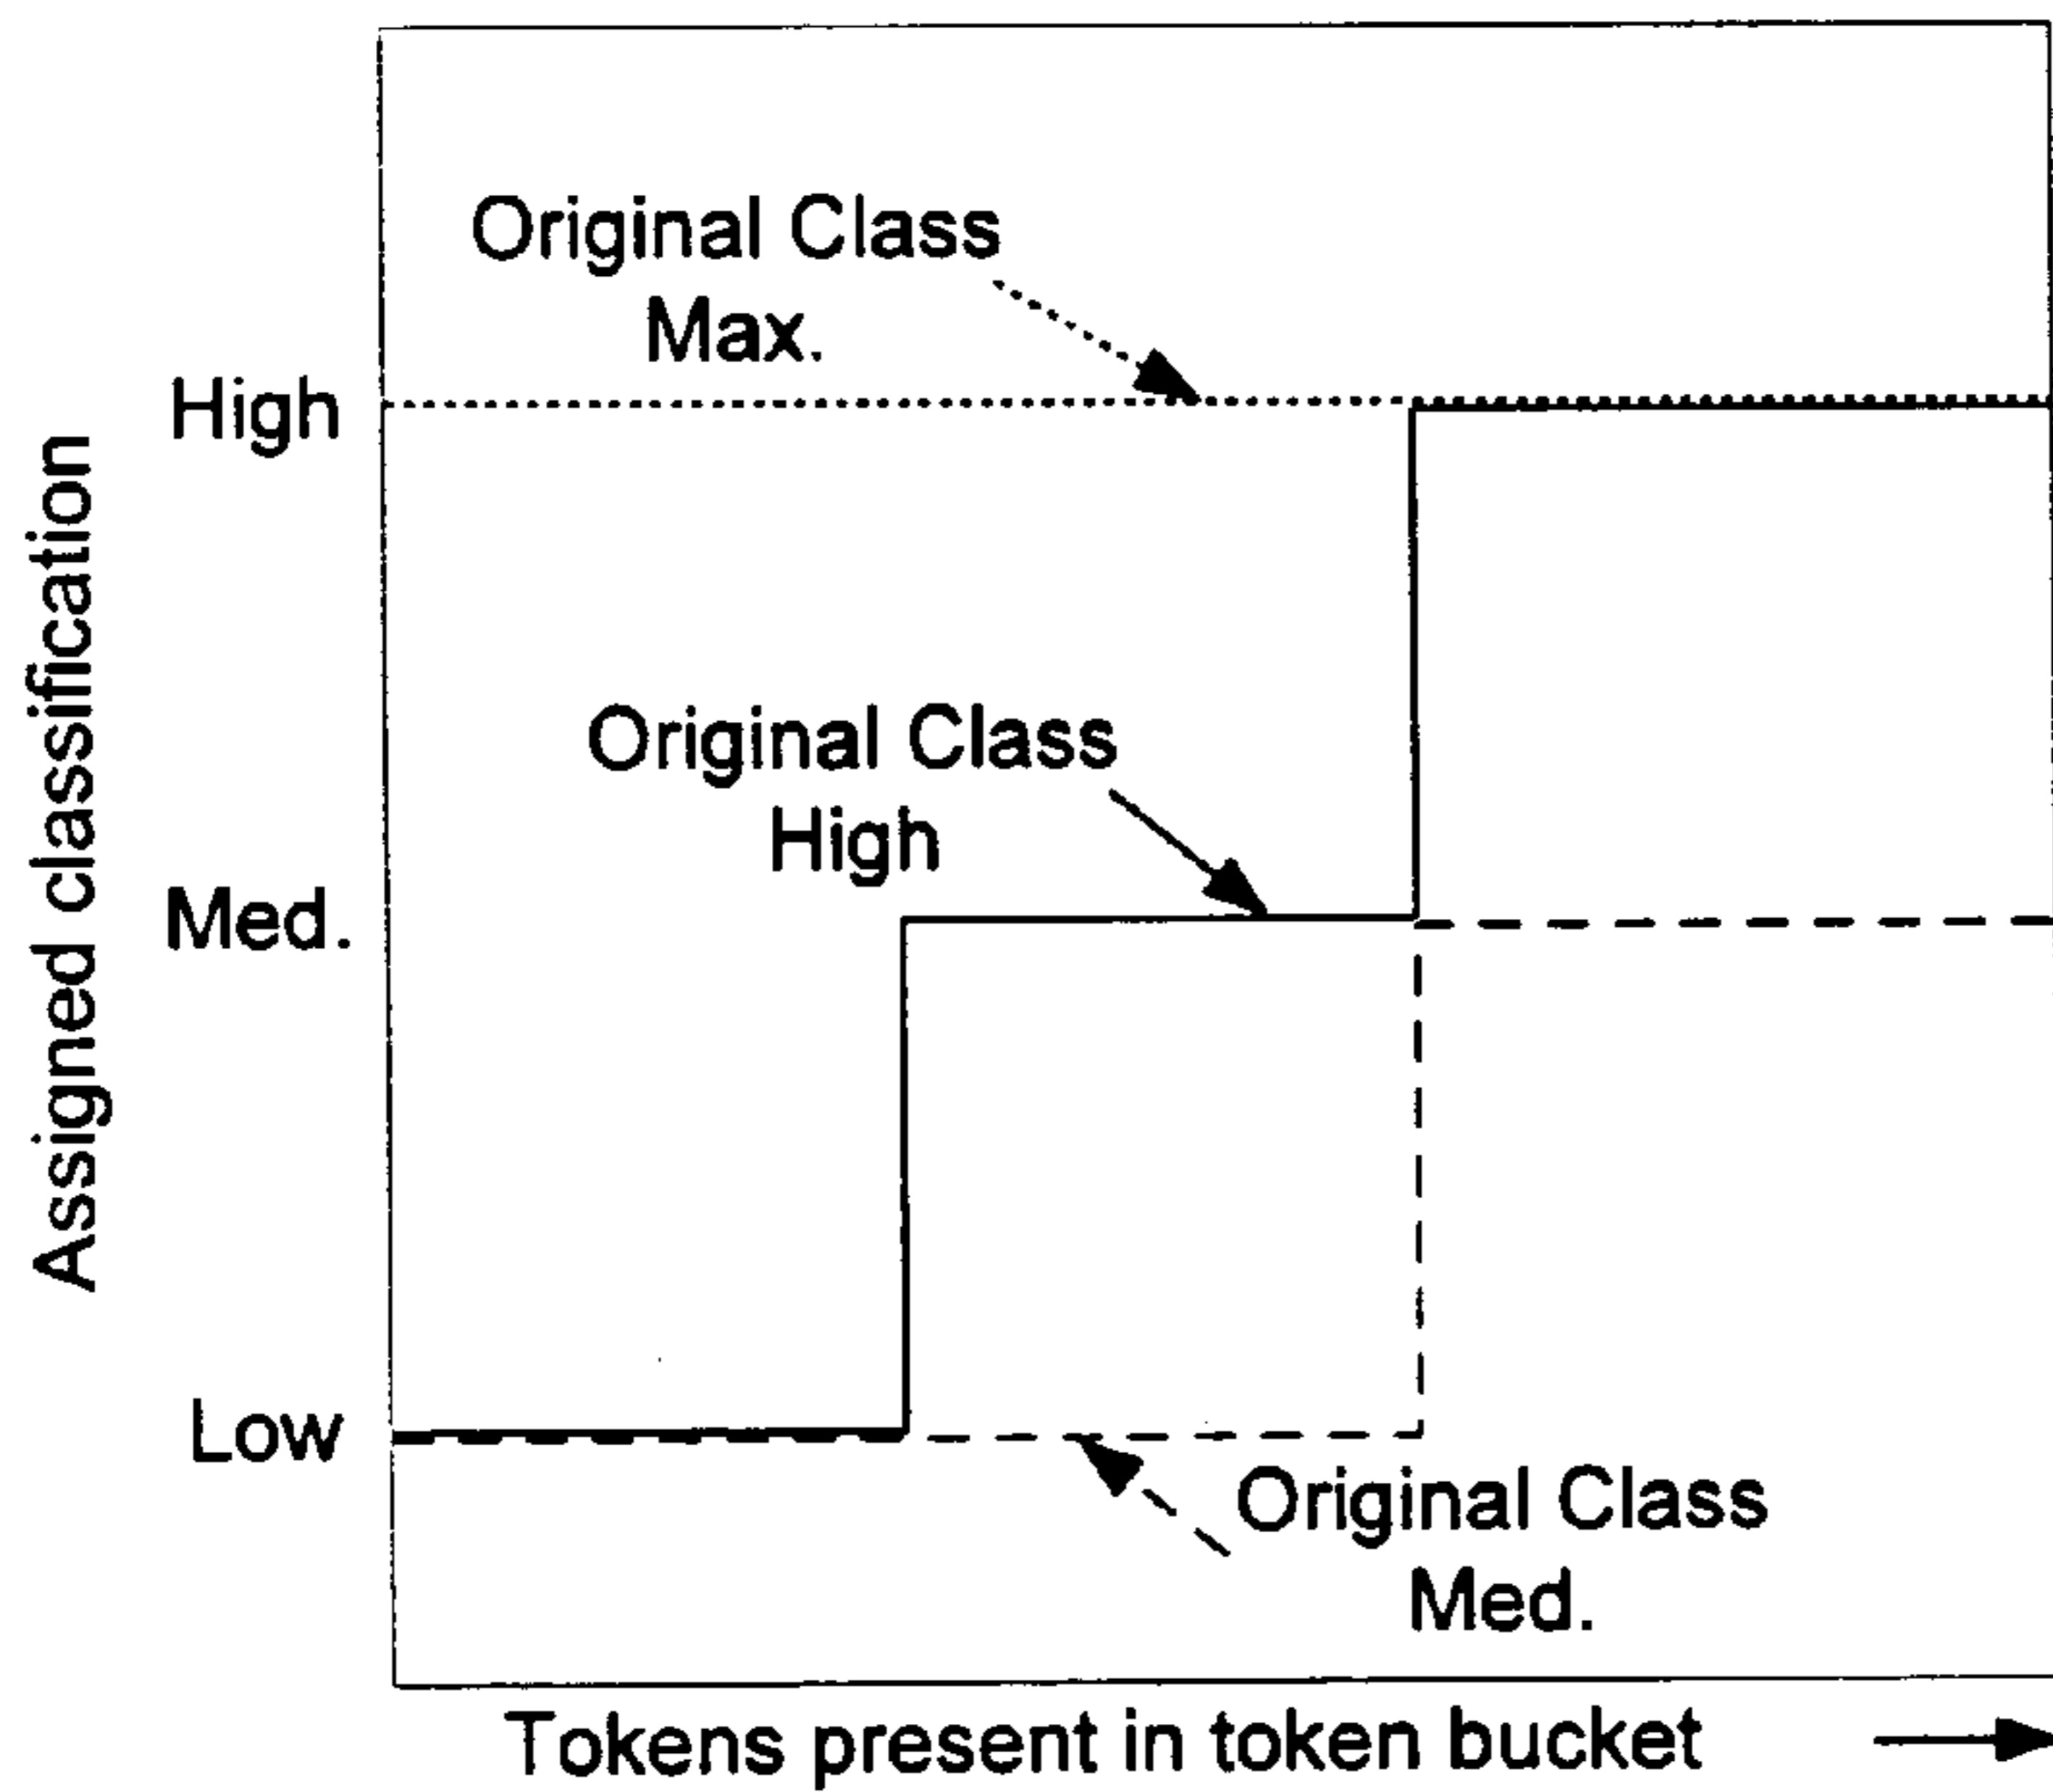 Original Class
Max.
High
Original Class
High
Med.
Assigned classification
Low
Original Class
Med.
Tokens present in token bucket